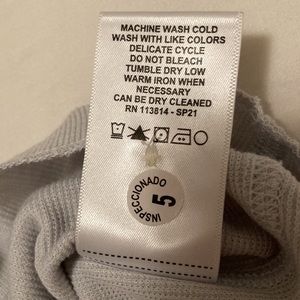 MACHINE WASH COLD
WASH WITH LIKE COLORS
DELICATE CYCLE
DO NOT BLEACH
TUMBLE DRY LOW
WARM IRON WHEN
NECESSARY
CAN BE DRY CLEANED
RN 113814 - SP21
INSPECCIONADO
5